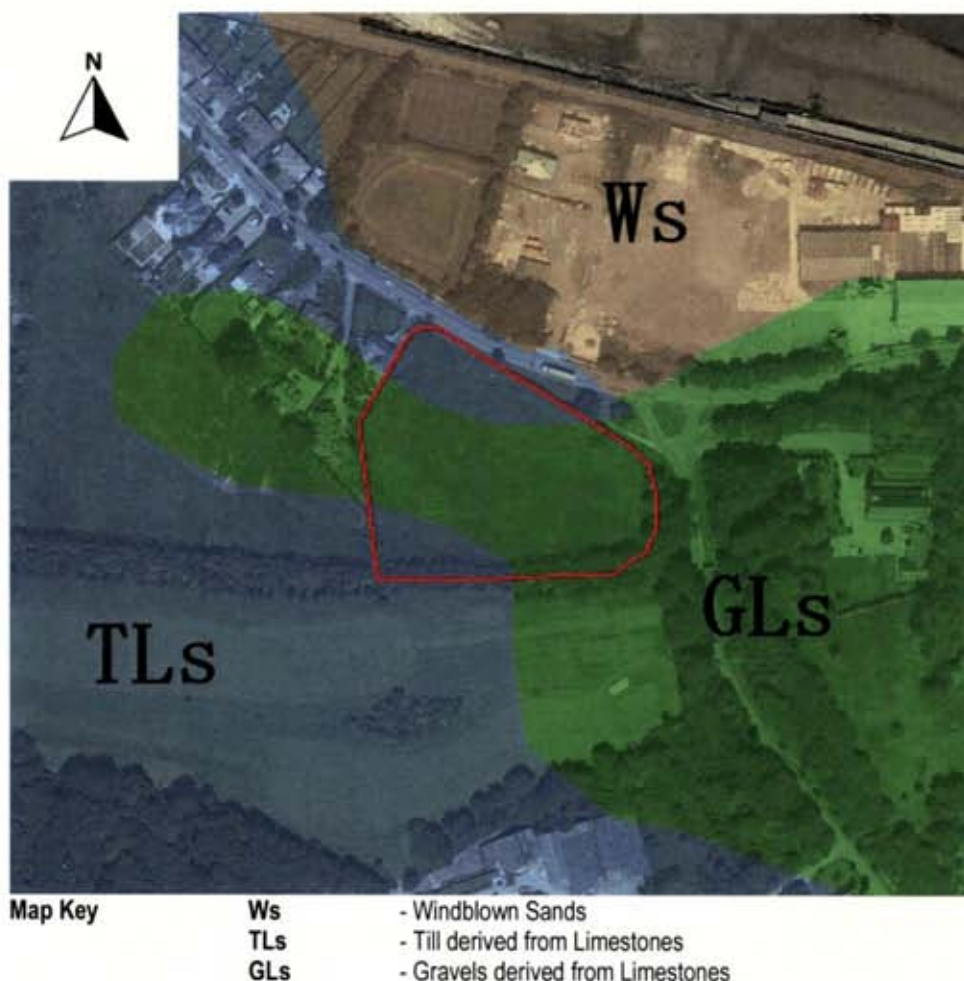 N
Ws
GLs
TLs
Map Key Ws - Windblown Sands
TLs - Till derived from Limestones
GLs - Gravels derived from Limestones